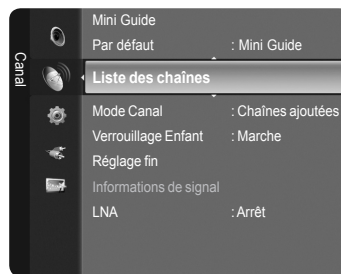 Canal
Mini Guide
Par défaut : Mini Guide
Liste des chaînes
Mode Canal : Chaînes ajoutées
Verrouillage Enfant : Marche
Réglage fin
Informations de signal
LNA : Arrêt